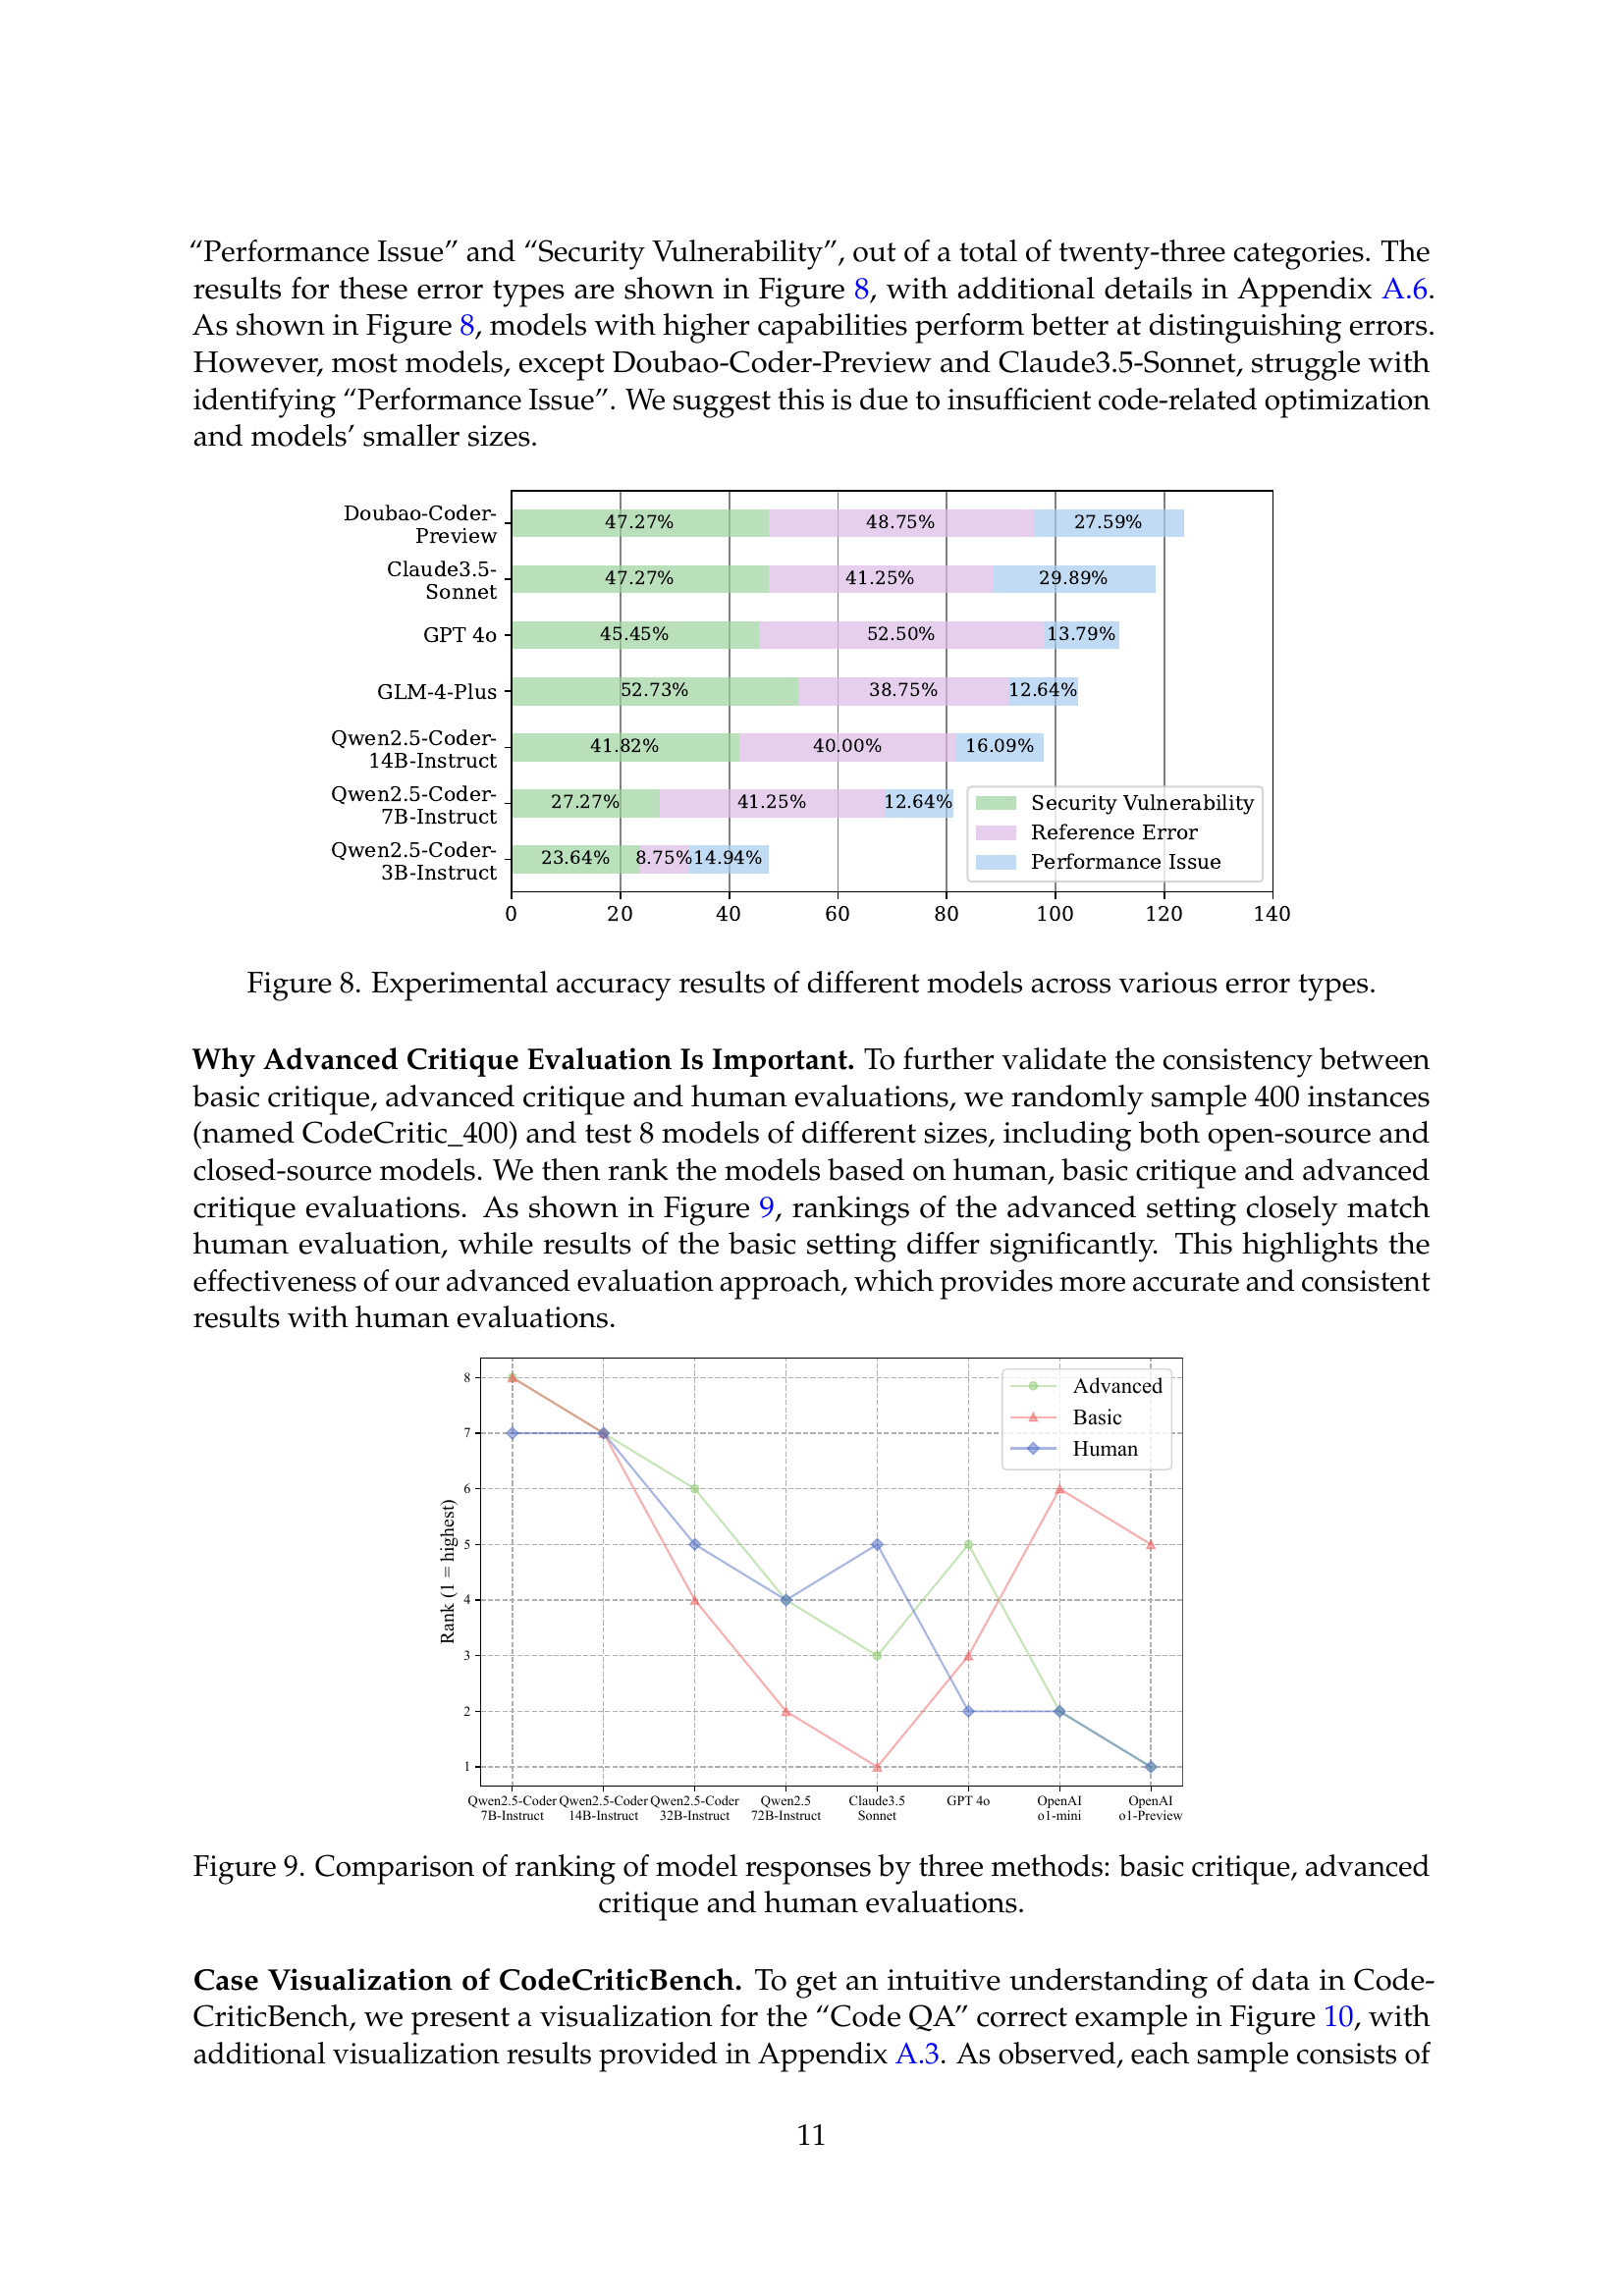 “Performance Issue” and “Security Vulnerability”, out of a total of twenty-three categories. The
results for these error types are shown in Figure 8, with additional details in Appendix A.6.
As shown in Figure 8, models with higher capabilities perform better at distinguishing errors.
However, most models, except Doubao-Coder-Preview and Claude3.5-Sonnet, struggle with
identifying “Performance Issue”. We suggest this is due to insufficient code-related optimization
and models’ smaller sizes.
Doubao-Coder-
Preview
47.27% 48.75% 27.59%
Claude3.5-
Sonnet
47.27% 41.25% 29.89%
GPT 4o
45.45% 52.50% 13.79%
GLM-4-Plus
52.73% 38.75% 12.64%
Qwen2.5-Coder-
14B-Instruct
41.82% 40.00% 16.09%
Qwen2.5-Coder-
7B-Instruct
27.27% 41.25% 12.64%
Qwen2.5-Coder-
3B-Instruct
23.64% 8.75% 14.94%
Security Vulnerability
Reference Error
Performance Issue
0 20 40 60 80 100 120 140
Figure 8. Experimental accuracy results of different models across various error types.
Why Advanced Critique Evaluation Is Important. To further validate the consistency between
basic critique, advanced critique and human evaluations, we randomly sample 400 instances
(named CodeCritic_400) and test 8 models of different sizes, including both open-source and
closed-source models. We then rank the models based on human, basic critique and advanced
critique evaluations. As shown in Figure 9, rankings of the advanced setting closely match
human evaluation, while results of the basic setting differ significantly. This highlights the
effectiveness of our advanced evaluation approach, which provides more accurate and consistent
results with human evaluations.
Advanced
Basic
Human
Rank (1 = highest)
8
7
6
5
4
3
2
1
Qwen2.5-Coder Qwen2.5-Coder Qwen2.5-Coder Qwen2.5 Claude3.5 GPT 4o OpenAI OpenAI
7B-Instruct 14B-Instruct 32B-Instruct 72B-Instruct Sonnet o1-mini o1-Preview
Figure 9. Comparison of ranking of model responses by three methods: basic critique, advanced
critique and human evaluations.
Case Visualization of CodeCriticBench. To get an intuitive understanding of data in Code-
CriticBench, we present a visualization for the “Code QA” correct example in Figure 10, with
additional visualization results provided in Appendix A.3. As observed, each sample consists of
11